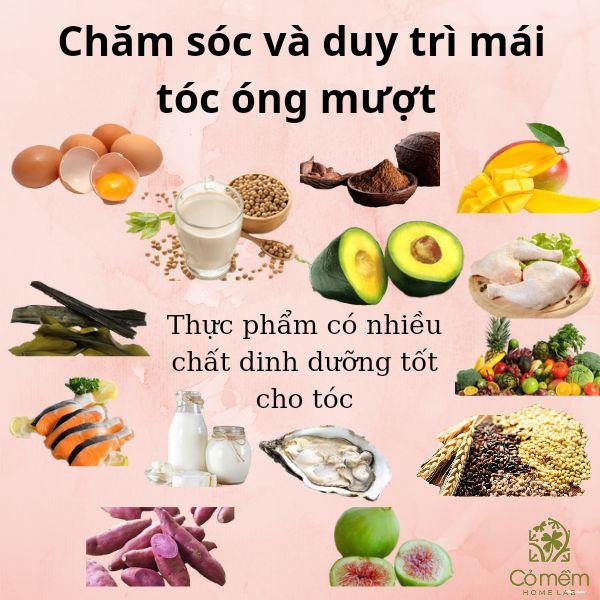 Chăm sóc và duy trì mái
tóc óng mượt
Thực phẩm có nhiều
chất dinh dưỡng tốt
cho tóc
Cỏ mềm
HOME LAB